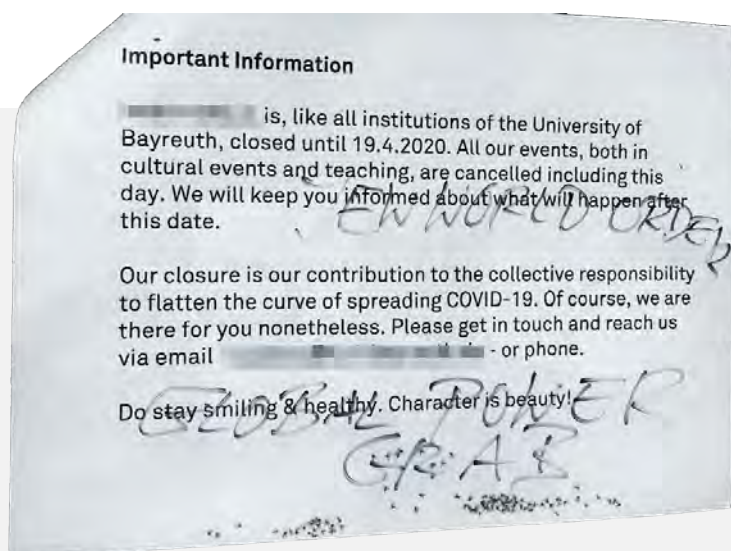 Important Information
is, like all institutions of the University of
Bayreuth, closed until 19.4.2020. All our events, both in
cultural events and teaching, are cancelled including this
day. We will keep you informed about what will happen after
EW WORLD ORDER
this date.
Our closure is our contribution to the collective responsibility
to flatten the curve of spreading COVID-19. Of course, we are
there for you nonetheless. Please get in touch and reach us
via email - or phone.
Do stay smiling & healthy. Character is beauty!
GLOBAL POWER
GRAB